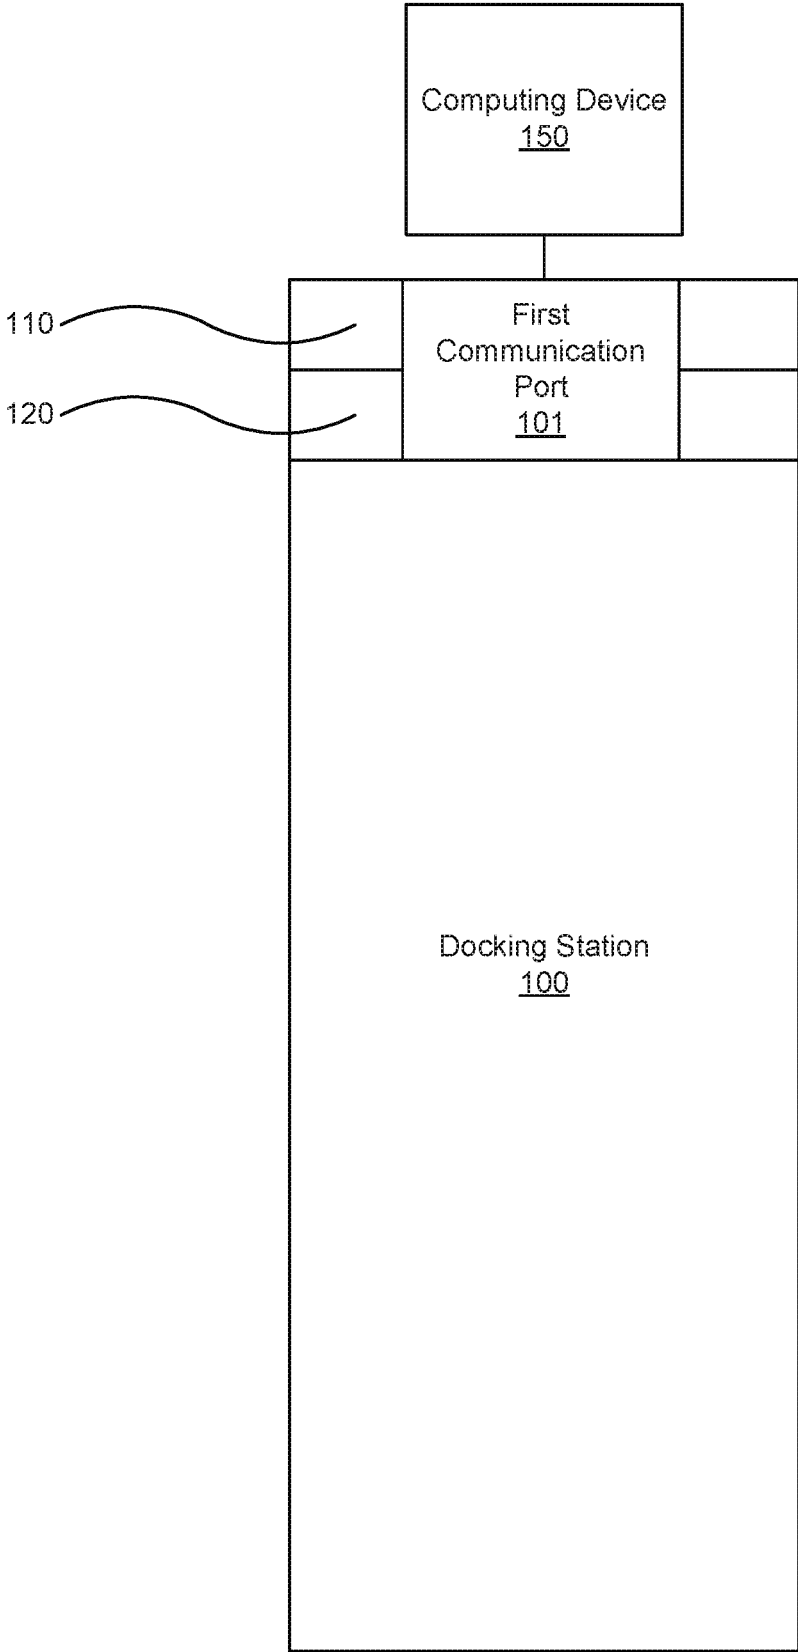 Computing Device
150
110
First
Communication
Port
101
120
Docking Station
100